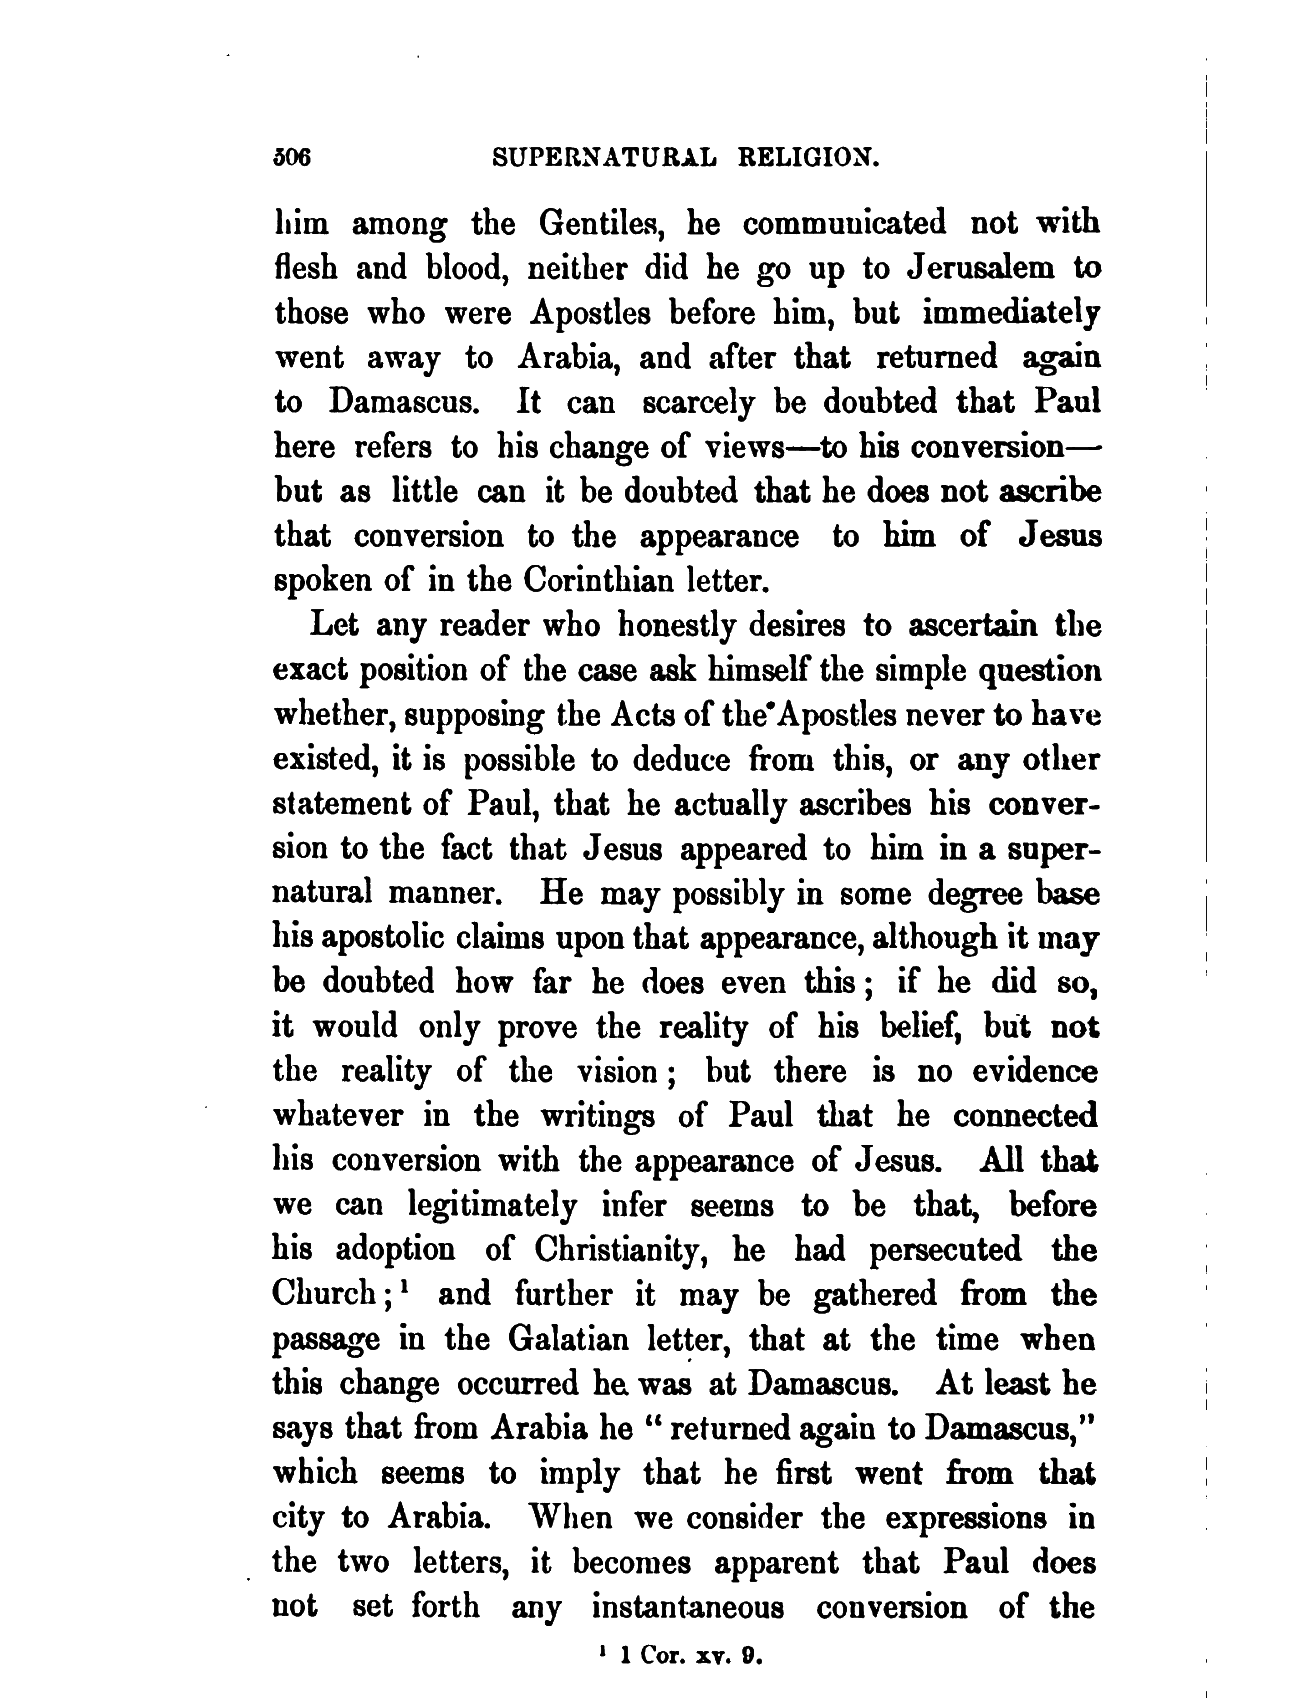 506 SUPERNATURAL RELIGION.
him among the Gentiles, he communicated not with
flesh and blood, neither did he go up to Jerusalem to
those who were Apostles before him, but immediately
went away to Arabia, and after that returned again
to Damascus. It can scarcely be doubted that Paul
here refers to his change of views—to his conversion—
but as little can it be doubted that he does not ascribe
that conversion to the appearance to him of Jesus
spoken of in the Corinthian letter.
Let any reader who honestly desires to ascertain the
exact position of the case ask himself the simple question
whether, supposing the Acts of the Apostles never to have
existed, it is possible to deduce from this, or any other
statement of Paul, that he actually ascribes his conver-
sion to the fact that Jesus appeared to him in a super-
natural manner. He may possibly in some degree base
his apostolic claims upon that appearance, although it may
be doubted how far he does even this; if he did so,
it would only prove the reality of his belief, but not
the reality of the vision; but there is no evidence
whatever in the writings of Paul that he connected
his conversion with the appearance of Jesus. All that
we can legitimately infer seems to be that, before
his adoption of Christianity, he had persecuted the
Church;¹ and further it may be gathered from the
passage in the Galatian letter, that at the time when
this change occurred he was at Damascus. At least he
says that from Arabia he "returned again to Damascus,"
which seems to imply that he first went from that
city to Arabia. When we consider the expressions in
the two letters, it becomes apparent that Paul does
not set forth any instantaneous conversion of the
¹ 1 Cor. xv. 9.